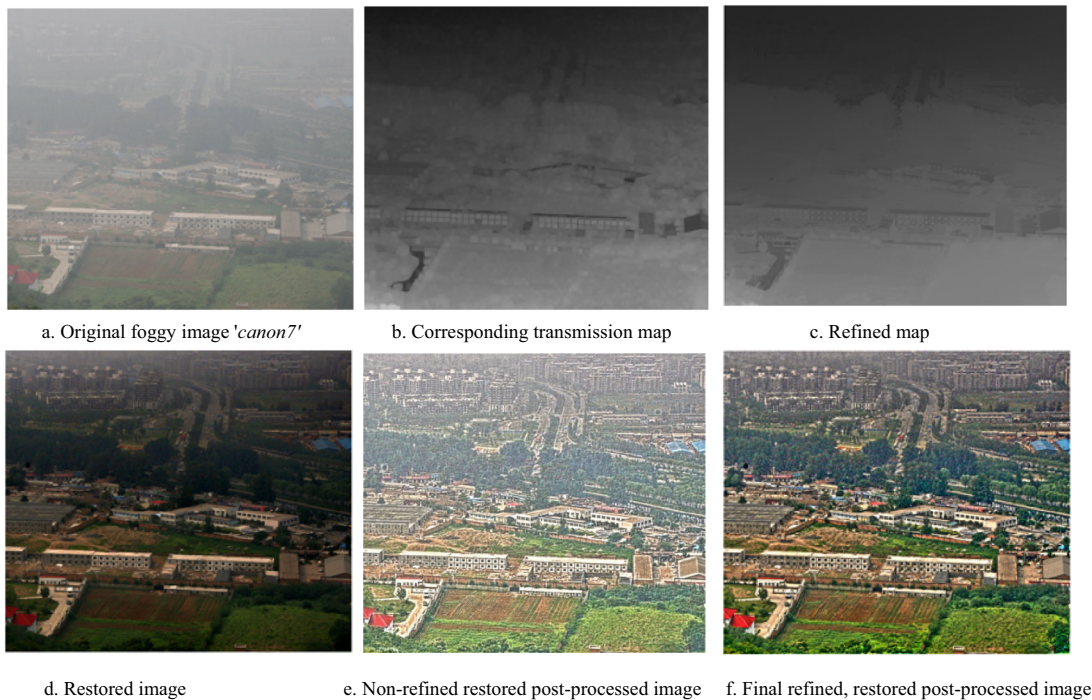 a. Original foggy image 'canon7'
b. Corresponding transmission map
c. Refined map
d. Restored image
e. Non-refined restored post-processed image
f. Final refined, restored post-processed image